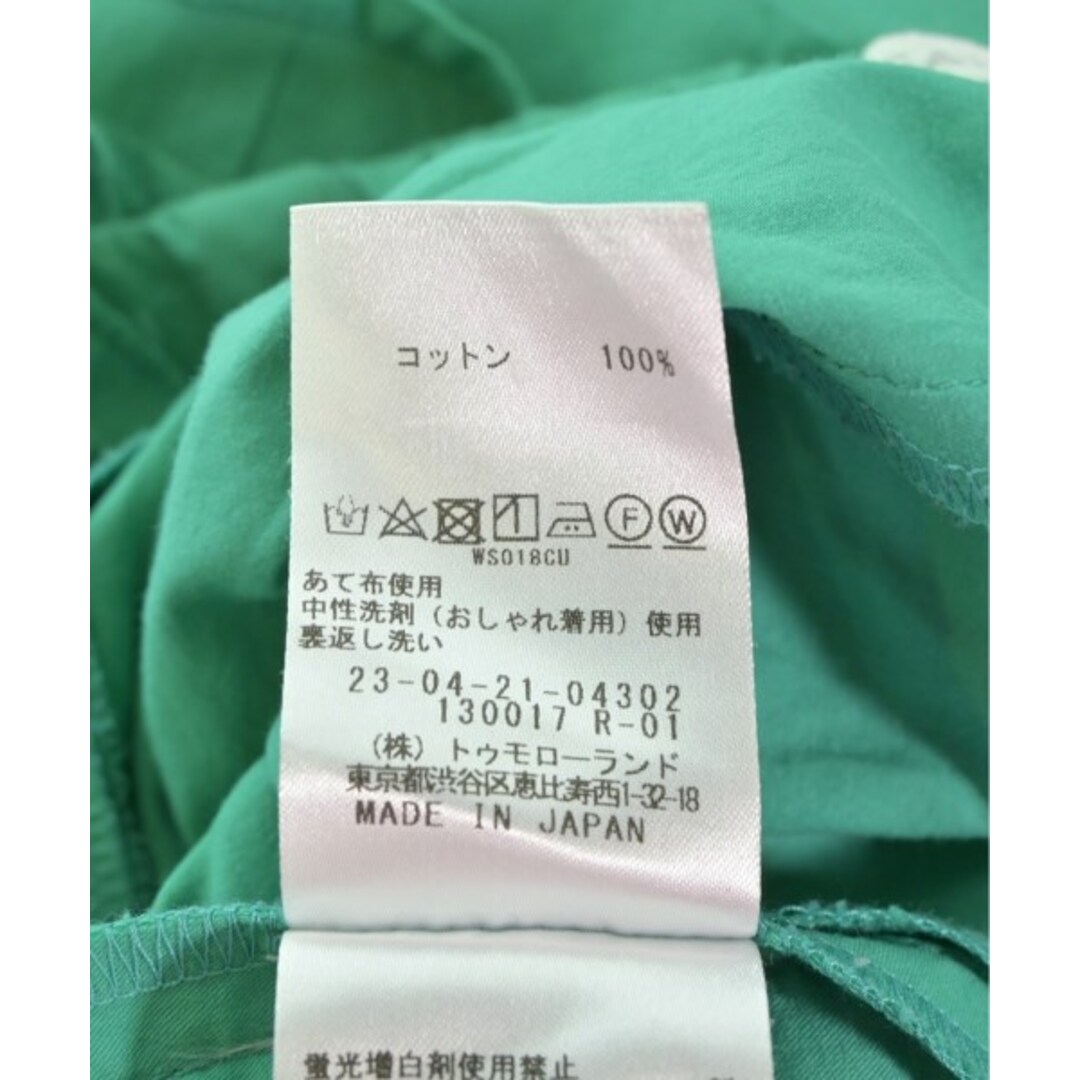 コットン 100%
F W
WS018CU
あて布使用
中性洗剤（おしゃれ着用）使用
裏返し洗い
23-04-21-04302
130017 R-01
（株）トゥモローランド
東京都渋谷区恵比寿西1-32-18
MADE IN JAPAN
蛍光増白剤使用禁止